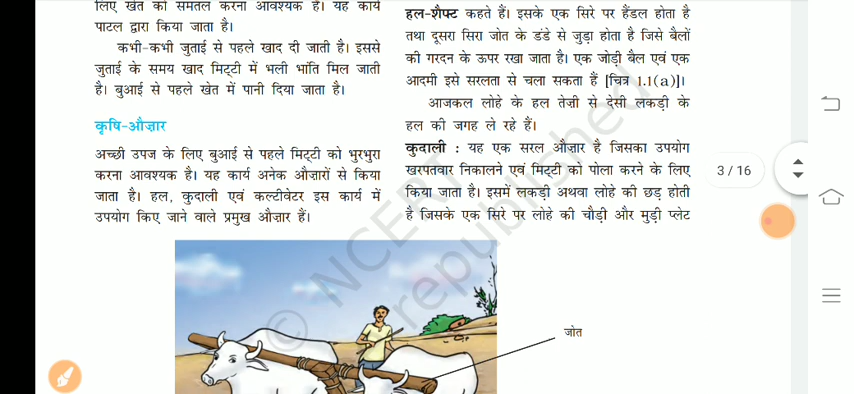 लिए खेत को समतल करना आवश्यक है। यह कार्य
पाटल द्वारा किया जाता है।
कभी-कभी जुताई से पहले खाद दी जाती है। इससे
जुताई के समय खाद मिट्टी में भली भांति मिल जाती
है। बुआई से पहले खेत में पानी दिया जाता है।
कृषि-औज़ार
अच्छी उपज के लिए बुआई से पहले मिट्टी को भुरभुरा
करना आवश्यक है। यह कार्य अनेक औज़ारों से किया
जाता है। हल, कुदाली एवं कल्टीवेटर इस कार्य में
उपयोग किए जाने वाले प्रमुख औज़ार हैं।
हल-शैफ्ट कहते हैं। इसके एक सिरे पर हैंडल होता है
तथा दूसरा सिरा जोत के डंडे से जुड़ा होता है जिसे बैलों
की गरदन के ऊपर रखा जाता है। एक जोड़ी बैल एवं एक
आदमी इसे सरलता से चला सकता हैं [चित्र 1.1(a)]।
आजकल लोहे के हल तेज़ी से देसी लकड़ी के
हल की जगह ले रहे हैं।
कुदाली : यह एक सरल औज़ार है जिसका उपयोग
खरपतवार निकालने एवं मिट्टी को पोला करने के लिए
किया जाता है। इसमें लकड़ी अथवा लोहे की छड़ होती
है जिसके एक सिरे पर लोहे की चौड़ी और मुड़ी प्लेट
जोत
3 / 16
© NCERT
republished